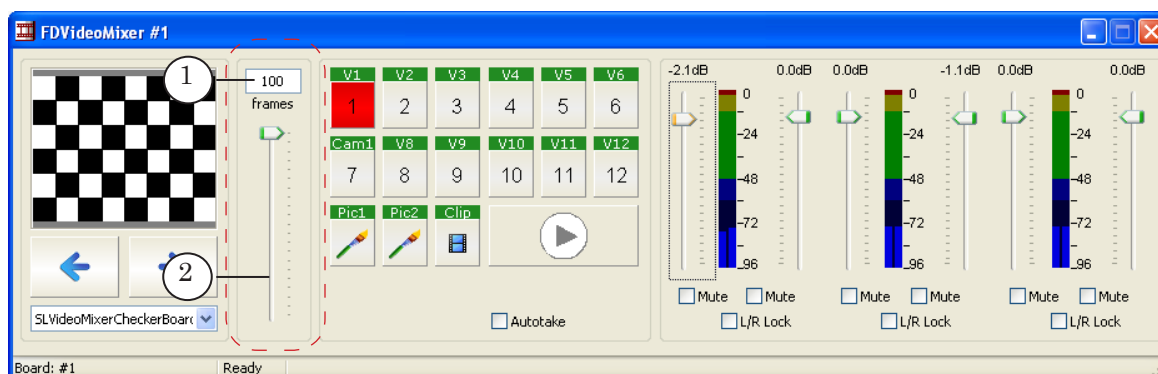 FDVideoMixer #1
1
100
frames
2
SLVideoMixerCheckerBoarc
V1 V2 V3 V4 V5 V6
1 2 3 4 5 6
Cam1 V8 V9 V10 V11 V12
7 8 9 10 11 12
Pic1 Pic2 Clip
Autotake
-2.1dB 0.0dB 0.0dB -1.1dB 0.0dB 0.0dB
0 0 0
-24 -24 -24
-48 -48 -48
-72 -72 -72
-96 -96 -96
Mute Mute Mute Mute Mute Mute
L/R Lock L/R Lock L/R Lock
Board: #1 Ready